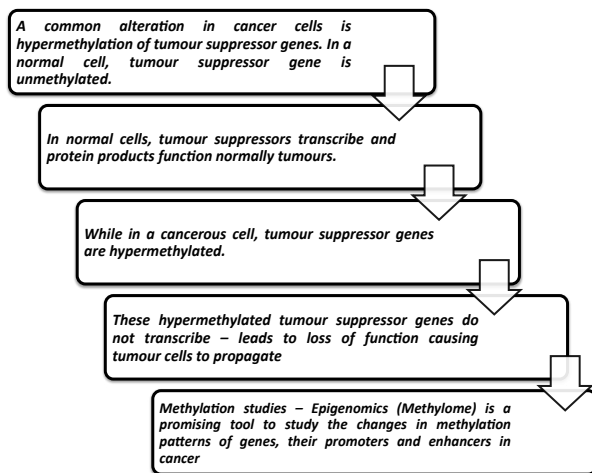 A common alteration in cancer cells is
hypermethylation of tumour suppressor genes. In a
normal cell, tumour suppressor gene is
unmethylated.
In normal cells, tumour suppressors transcribe and
protein products function normally tumours.
While in a cancerous cell, tumour suppressor genes
are hypermethylated.
These hypermethylated tumour suppressor genes do
not transcribe – leads to loss of function causing
tumour cells to propagate
Methylation studies – Epigenomics (Methylome) is a
promising tool to study the changes in methylation
patterns of genes, their promoters and enhancers in
cancer